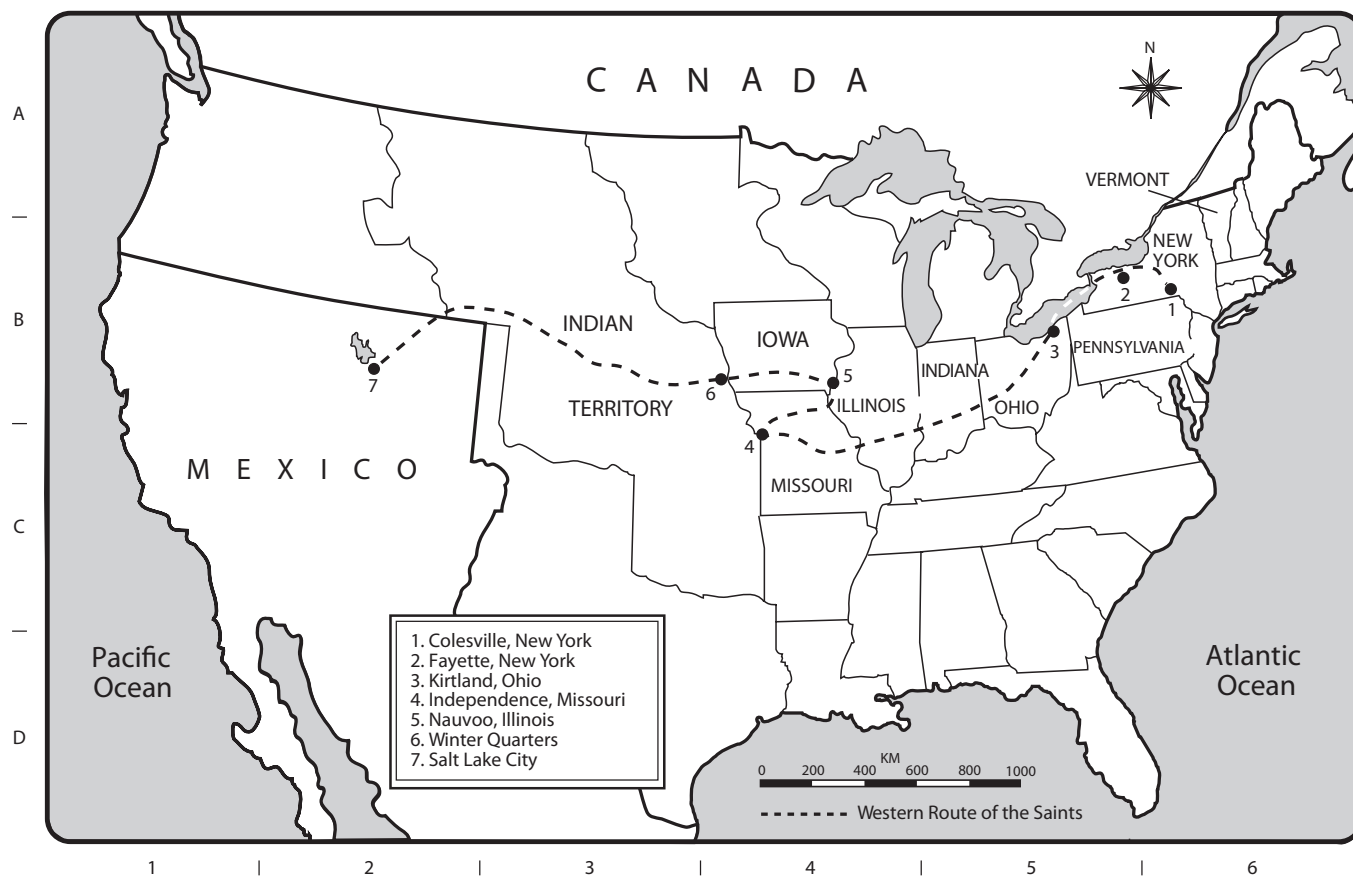 C A N A D A
N
A
VERMONT
NEW
YORK
2
1
B
INDIAN
IOWA
3
PENNSYLVANIA
INDIANA
7
6
5
TERRITORY
ILLINOIS
OHIO
4
M E X I C O
MISSOURI
C
1. Colesville, New York
2. Fayette, New York
3. Kirtland, Ohio
4. Independence, Missouri
5. Nauvoo, Illinois
6. Winter Quarters
7. Salt Lake City
Pacific
Ocean
Atlantic
Ocean
D
KM
0 200 400 600 800 1000
Western Route of the Saints
1 | 2 | 3 | 4 | 5 | 6